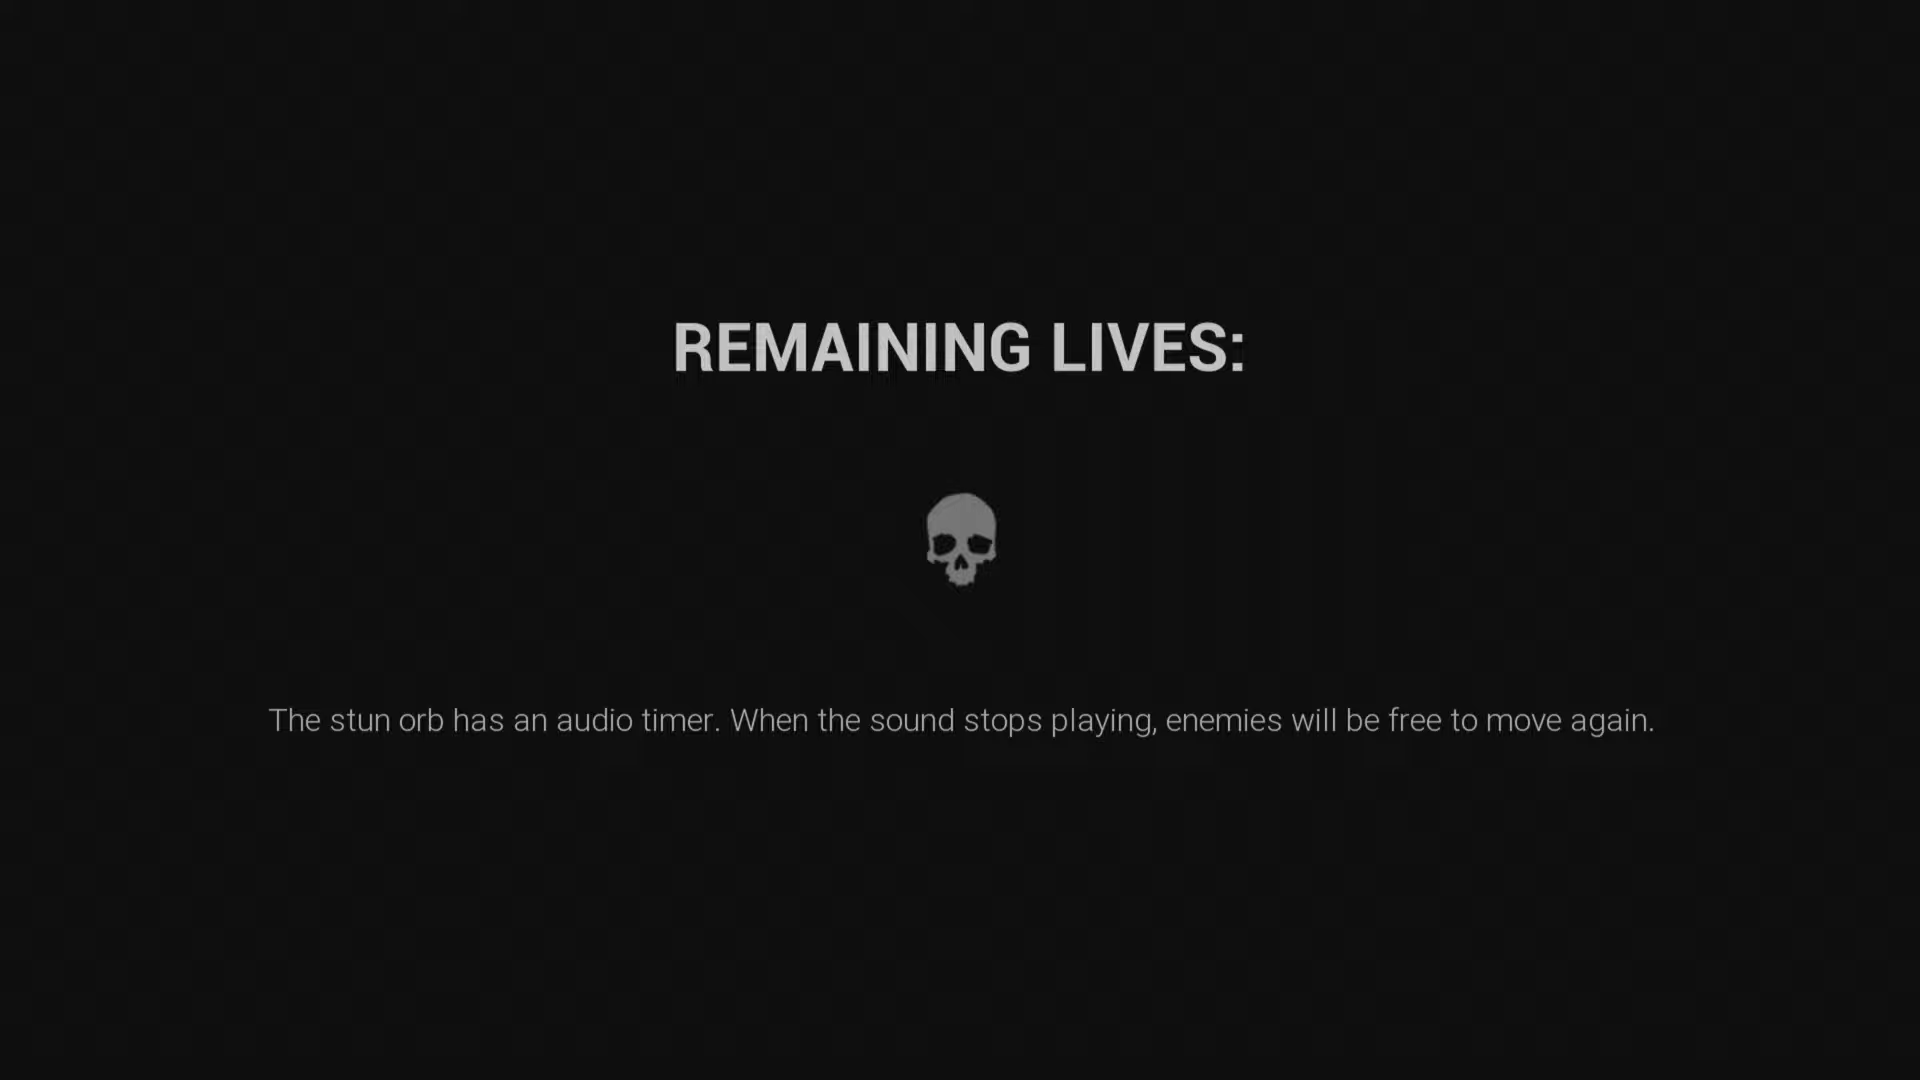 REMAINING LIVES:
The stun orb has an audio timer. When the sound stops playing, enemies will be free to move again.